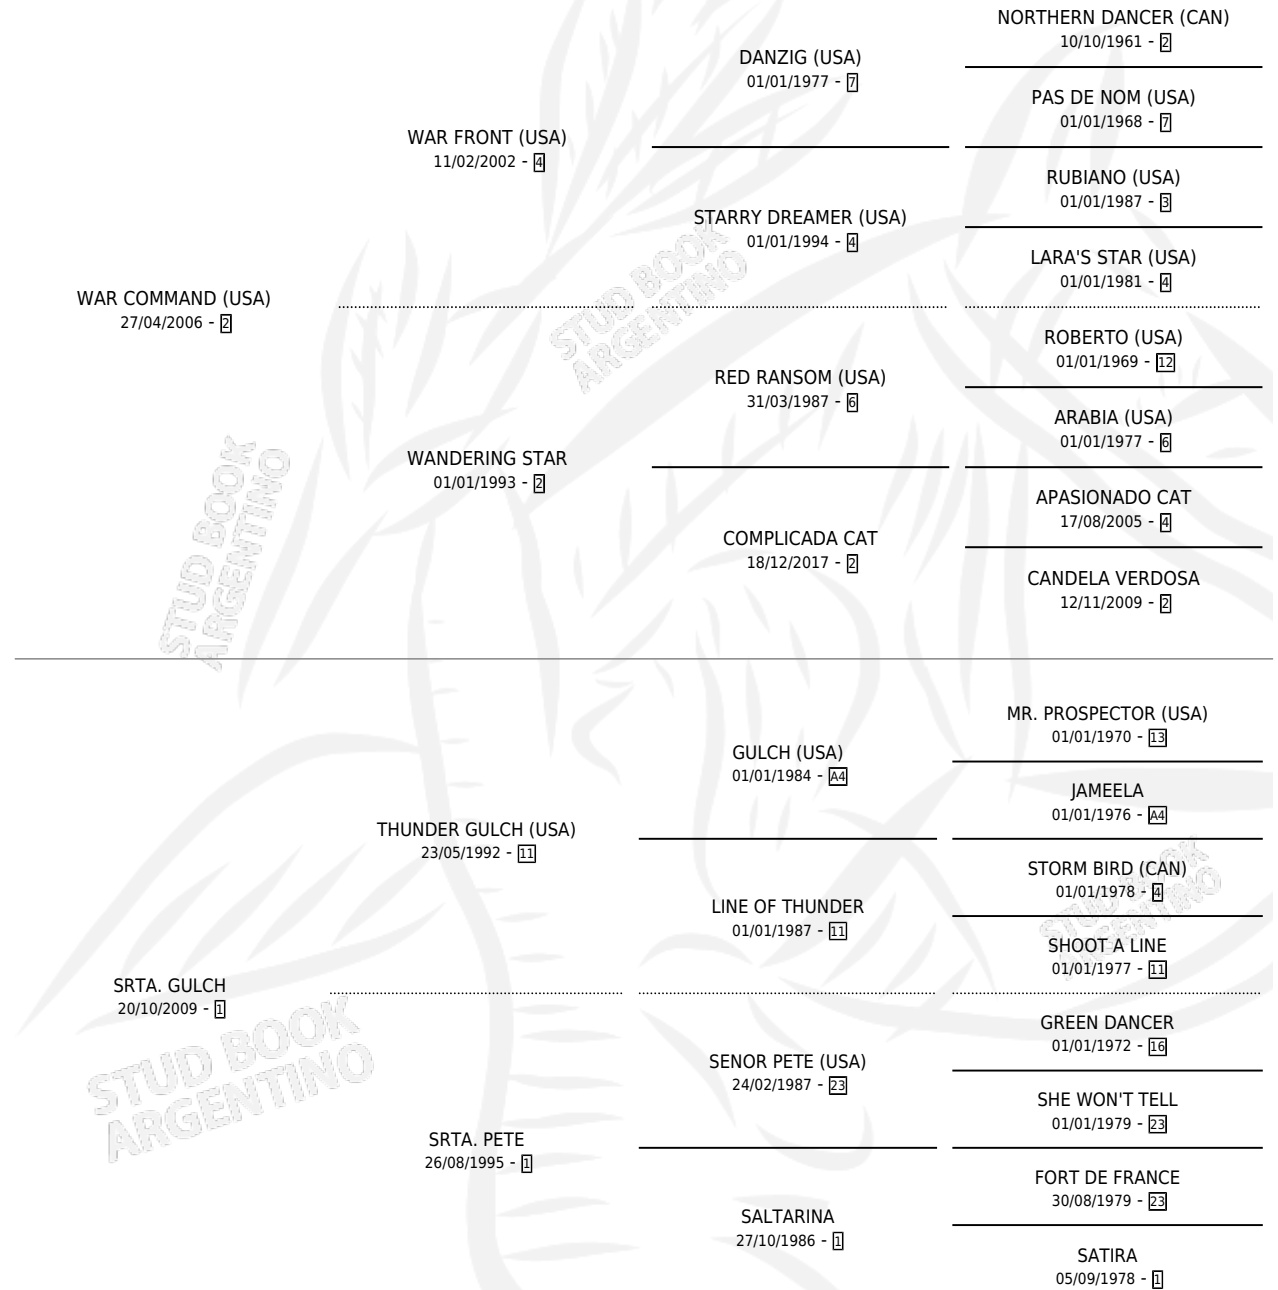 NORTHERN DANCER (CAN)
10/10/1961 - 2
DANZIG (USA)
01/01/1977 - 7
PAS DE NOM (USA)
01/01/1968 - 7
WAR FRONT (USA)
11/02/2002 - 4
RUBIANO (USA)
01/01/1987 - 3
STARRY DREAMER (USA)
01/01/1994 - 4
LARA'S STAR (USA)
01/01/1981 - 4
WAR COMMAND (USA)
27/04/2006 - 2
ROBERTO (USA)
01/01/1969 - 12
RED RANSOM (USA)
31/03/1987 - 6
ARABIA (USA)
01/01/1977 - 6
WANDERING STAR
01/01/1993 - 2
APASIONADO CAT
17/08/2005 - 4
COMPLICADA CAT
18/12/2017 - 2
CANDELA VERDOSA
12/11/2009 - 2
MR. PROSPECTOR (USA)
01/01/1970 - 13
GULCH (USA)
01/01/1984 - A4
JAMEELA
01/01/1976 - A4
THUNDER GULCH (USA)
23/05/1992 - 11
STORM BIRD (CAN)
01/01/1978 - 4
LINE OF THUNDER
01/01/1987 - 11
SHOOT A LINE
01/01/1977 - 11
SRTA. GULCH
20/10/2009 - 1
GREEN DANCER
01/01/1972 - 16
SENOR PETE (USA)
24/02/1987 - 23
SHE WON'T TELL
01/01/1979 - 23
SRTA. PETE
26/08/1995 - 1
FORT DE FRANCE
30/08/1979 - 23
SALTARINA
27/10/1986 - 1
SATIRA
05/09/1978 - 1
STUD BOOK
ARGENTINO
STUD BOOK
ARGENTINO
STUD BOOK
ARGENTINO
STUD BOOK
ARGENTINO